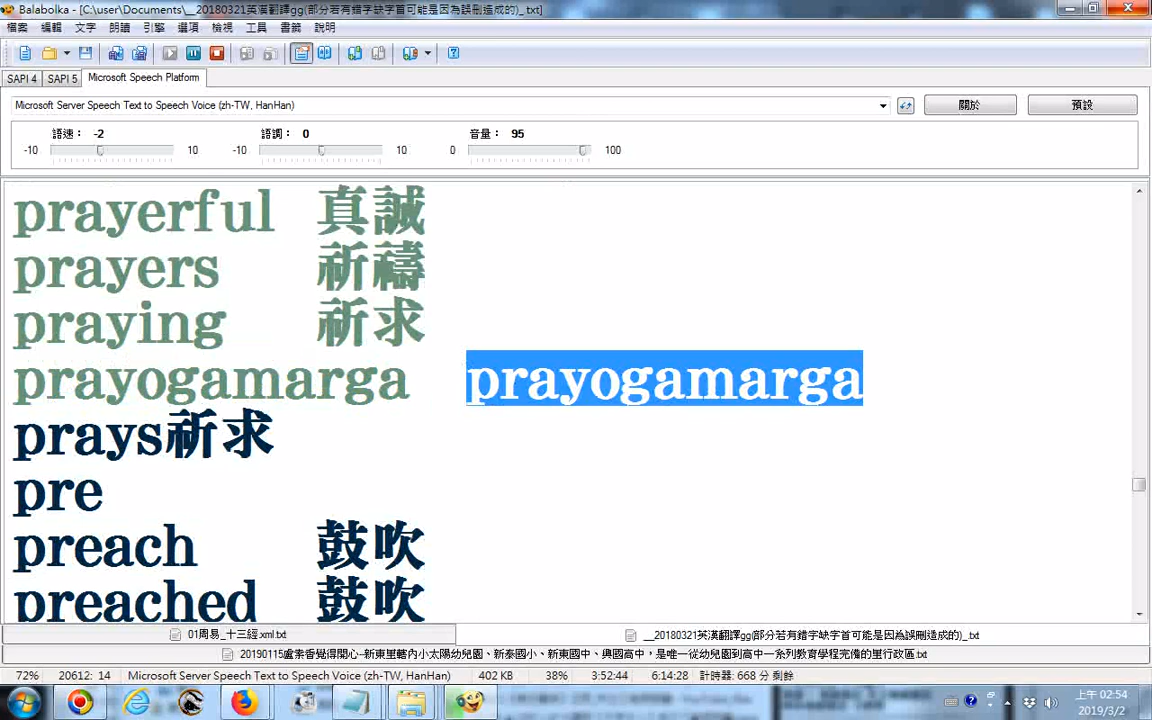 Balabolka - [C:\user\Documents\__20180321英漢翻譯gg(部分若有錯字缺字首可能是因為誤刪造成的)_.txt]
檔案 編輯 文字 朗讀 引擎 選項 檢視 工具 書籤 說明
SAPI 4 SAPI 5 Microsoft Speech Platform
Microsoft Server Speech Text to Speech Voice (zh-TW, HanHan) 關於 預設
語速： -2 語調： 0 音量： 95
-10 10 -10 10 0 100
prayerful 真誠
prayers 祈禱
praying 祈求
prayogamarga prayogamarga
prays祈求
pre
preach 鼓吹
preached 鼓吹
01周易_十三經.xml.txt __20180321英漢翻譯gg(部分若有錯字缺字首可能是因為誤刪造成的)_.txt
20190115盧素香覺得開心~新東里轄內小太陽幼兒園、新泰國小、新東國中、興國高中，是唯一從幼兒園到高中一系列教育學程完備的里行政區.txt
72% 20612: 14 Microsoft Server Speech Text to Speech Voice (zh-TW, HanHan) 402 KB 38% 3:52:44 6:14:28 計時器: 668 分 剩餘
上午 02:54
2019/3/2